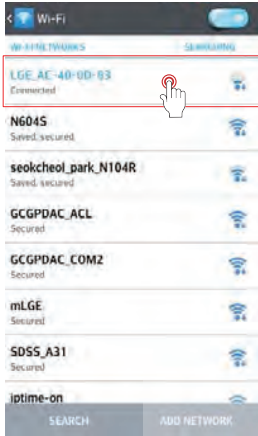 Wi-Fi
WI-FI NETWORKS
SEARCHING
LGE_AC-40-0D-83
Connected
N604S
Saved, secured
seokcheol_park_N104R
Saved, secured
GCGPDAC_ACL
Secured
GCGPDAC_COM2
Secured
mLGE
Secured
SDSS_A31
Secured
iptime-on
SEARCH
ADD NETWORK